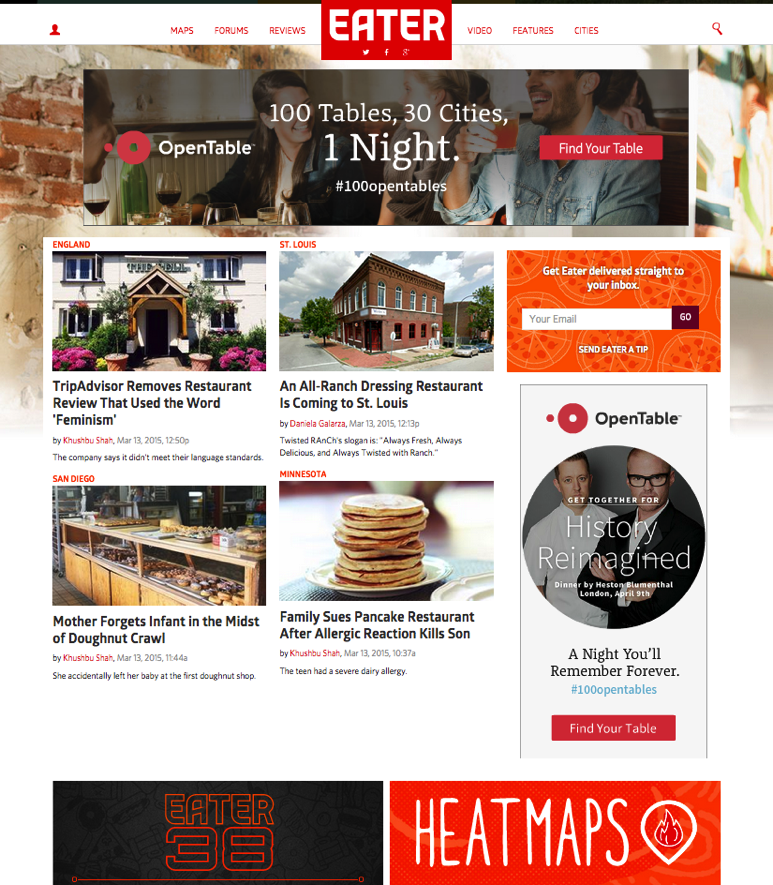 MAPS FORUMS REVIEWS EATER VIDEO FEATURES CITIES
100 Tables, 30 Cities,
OpenTable™ 1 Night. Find Your Table
#100opentables
ENGLAND
TripAdvisor Removes Restaurant
Review That Used the Word
'Feminism'
by Khushbu Shah, Mar 13, 2015, 12:50p
The company says it didn't meet their language standards.
ST. LOUIS
An All-Ranch Dressing Restaurant
Is Coming to St. Louis
by Daniela Galarza, Mar 13, 2015, 12:13p
Twisted RAnCh's slogan is: "Always Fresh, Always
Delicious, and Always Twisted with Ranch."
SAN DIEGO
Mother Forgets Infant in the Midst
of Doughnut Crawl
by Khushbu Shah, Mar 13, 2015, 11:44a
She accidentally left her baby at the first doughnut shop.
MINNESOTA
Family Sues Pancake Restaurant
After Allergic Reaction Kills Son
by Khushbu Shah, Mar 13, 2015, 10:37a
The teen had a severe dairy allergy.
Get Eater delivered straight to
your inbox.
Your Email GO
SEND EATER A TIP
OpenTable™
GET TOGETHER FOR
History
Reimagined
Dinner by Heston Blumenthal
London, April 9th
A Night You'll
Remember Forever.
#100opentables
Find Your Table
EATER
38
HEATMAPS